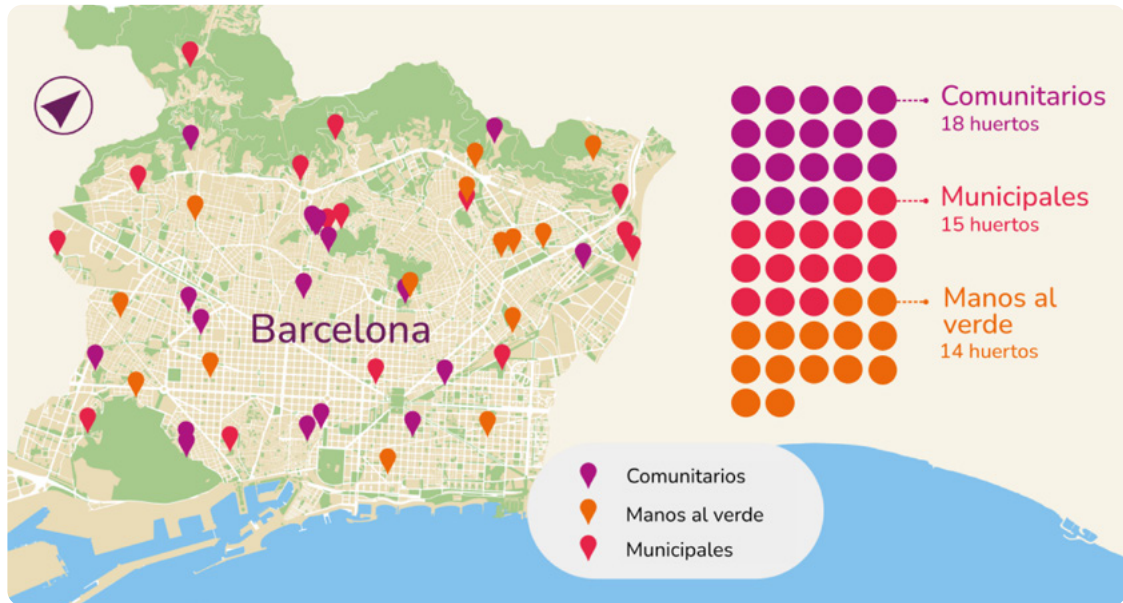 Barcelona
Comunitarios
18 huertos
Municipales
15 huertos
Manos al
verde
14 huertos
Comunitarios
Manos al verde
Municipales